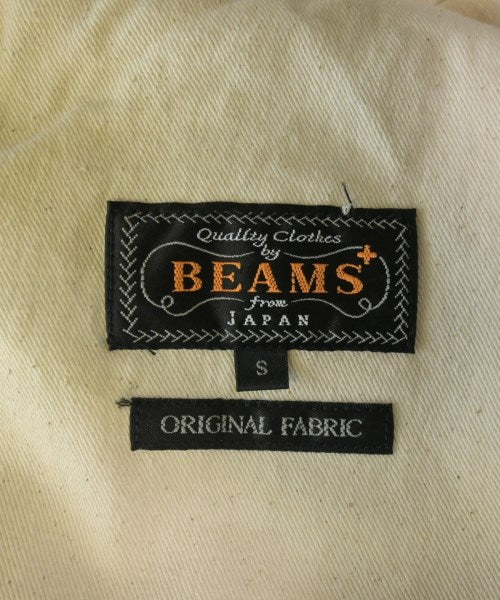 Quality Clothes
by
BEAMS+
from
JAPAN
S
ORIGINAL FABRIC